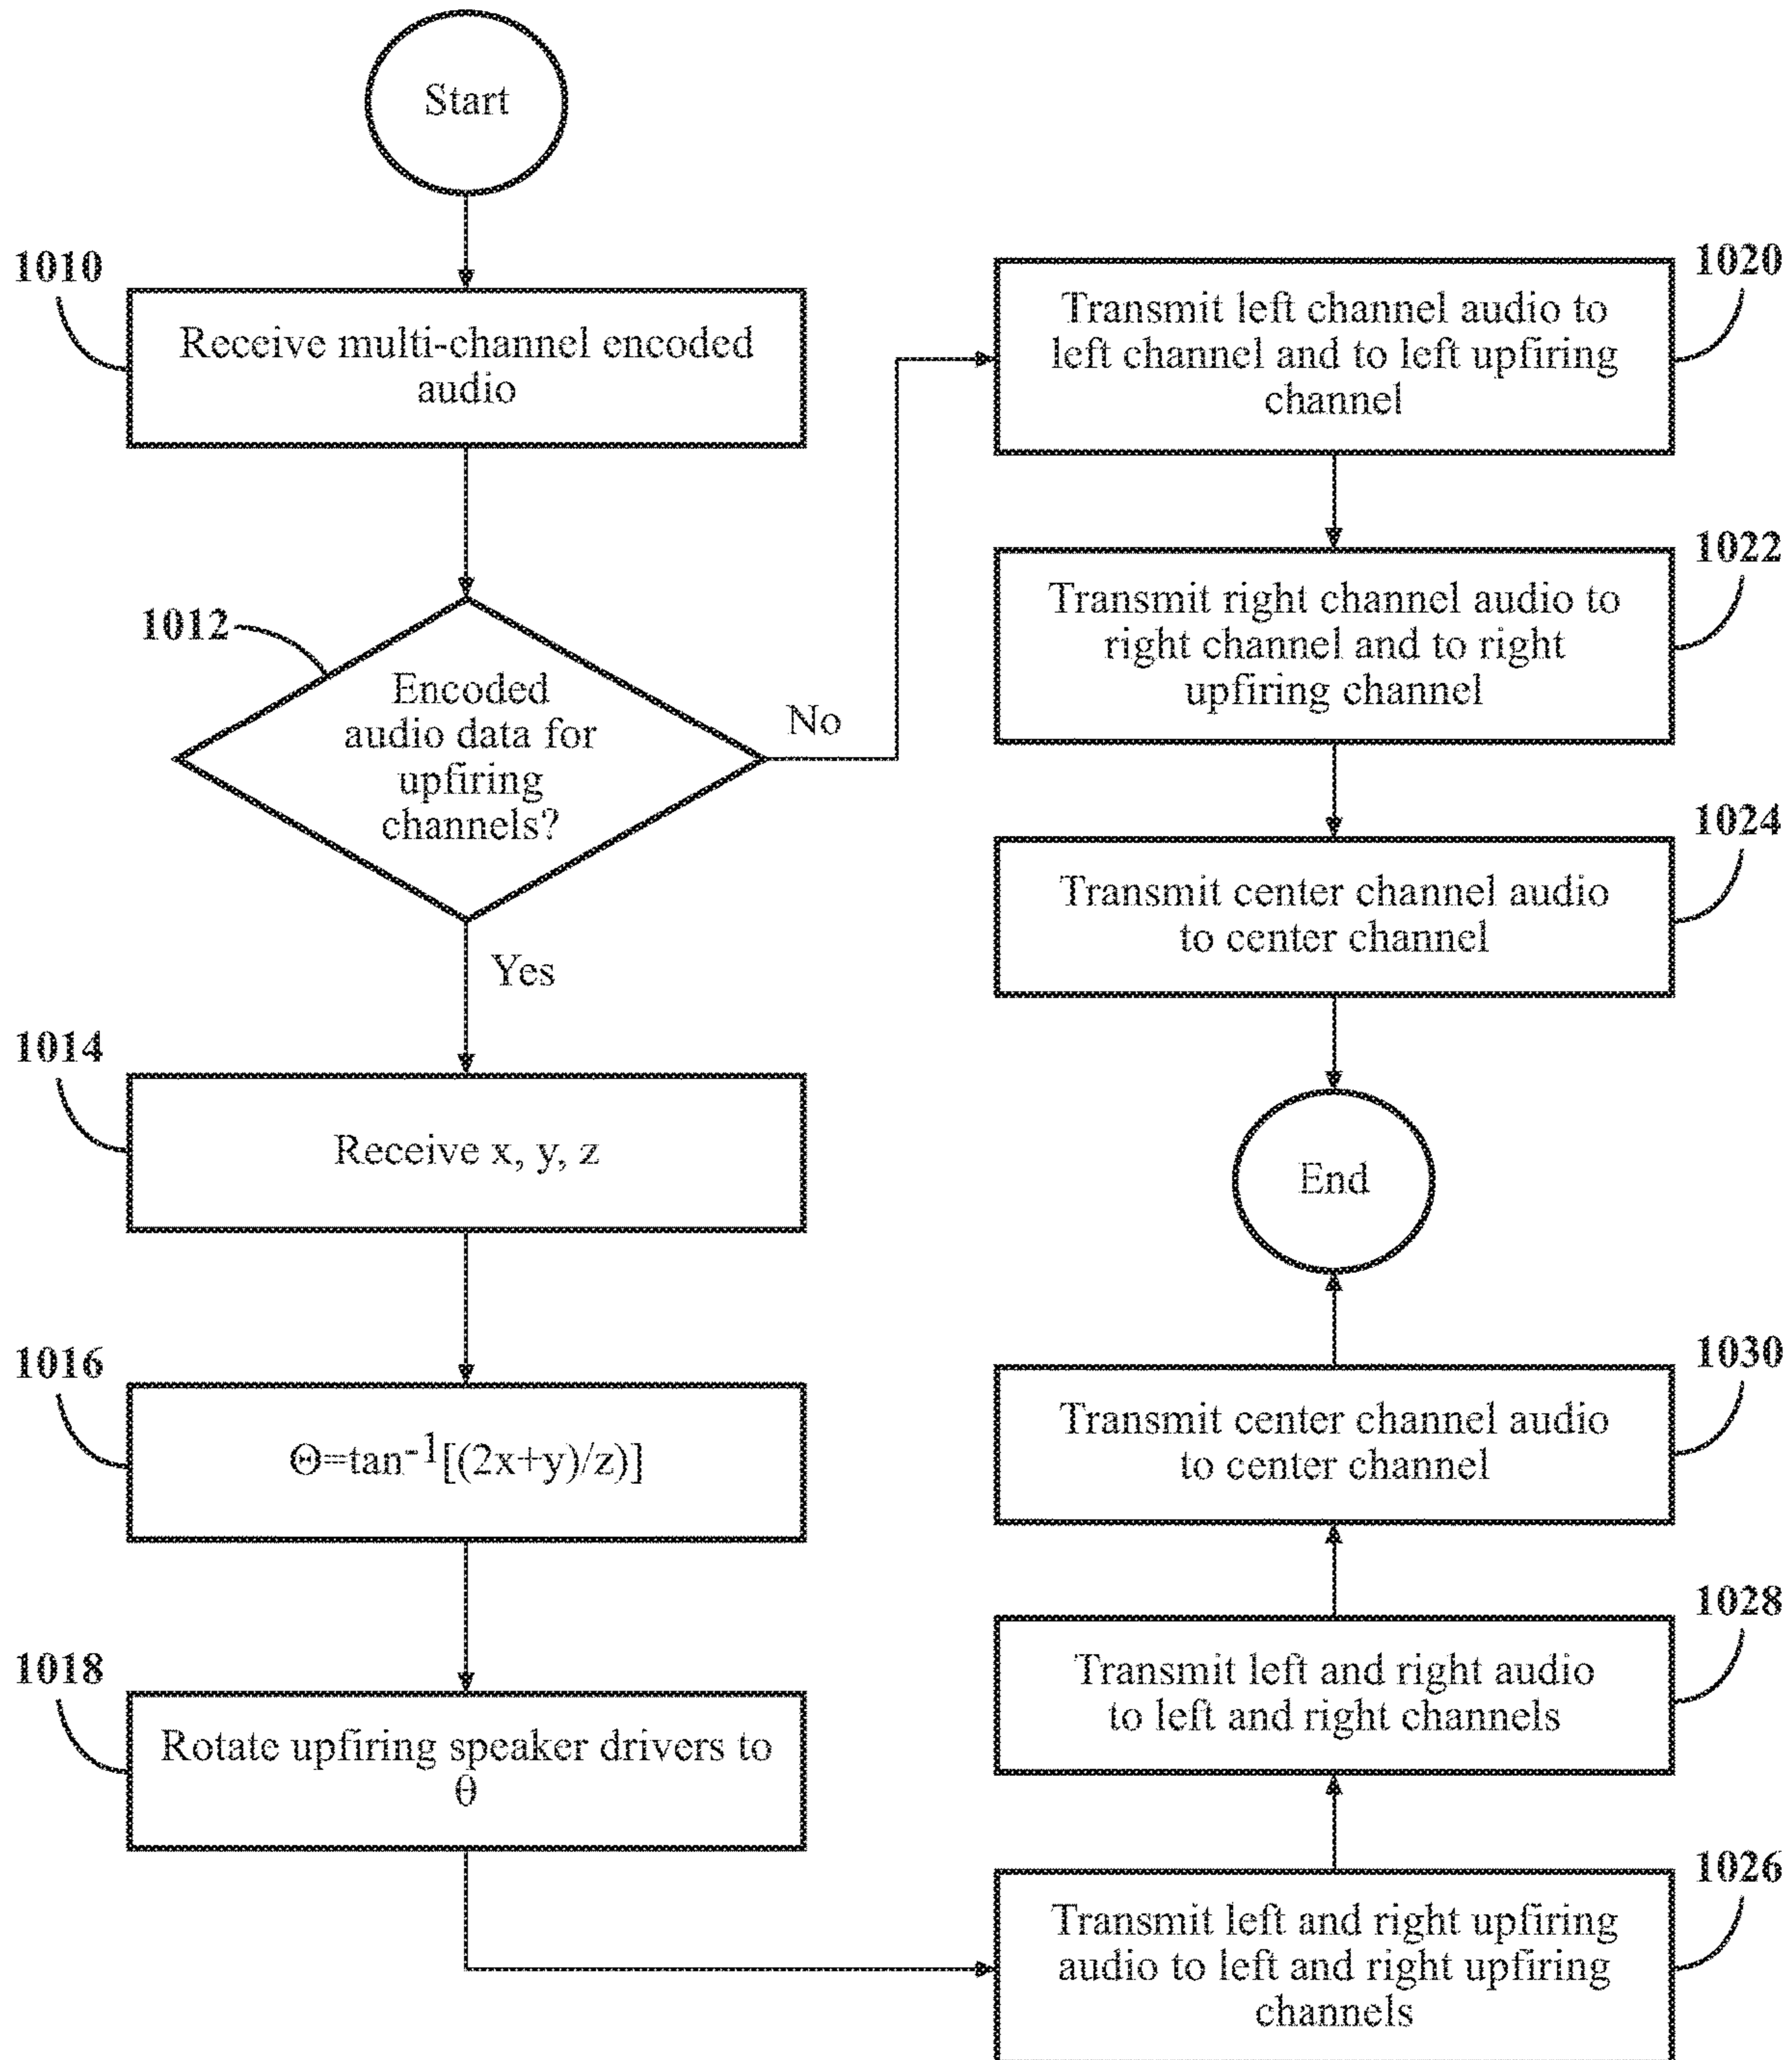 Start
1010
Receive multi-channel encoded
audio
1012
Encoded
audio data for
upfiring
channels?
No
Yes
1014
Receive x, y, z
1016
Θ=tan⁻¹[(2x+y)/z)]
1018
Rotate upfiring speaker drivers to
θ
1020
Transmit left channel audio to
left channel and to left upfiring
channel
1022
Transmit right channel audio to
right channel and to right
upfiring channel
1024
Transmit center channel audio
to center channel
End
1030
Transmit center channel audio
to center channel
1028
Transmit left and right audio
to left and right channels
1026
Transmit left and right upfiring
audio to left and right upfiring
channels